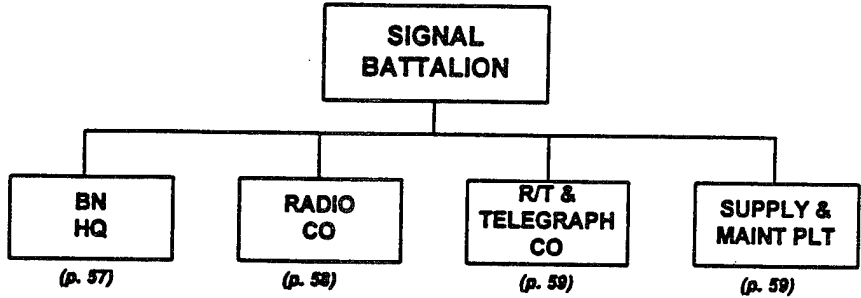 SIGNAL
BATTALION
BN
HQ
(p. 57)
RADIO
CO
(p. 58)
R/T &
TELEGRAPH
CO
(p. 59)
SUPPLY &
MAINT PLT
(p. 59)